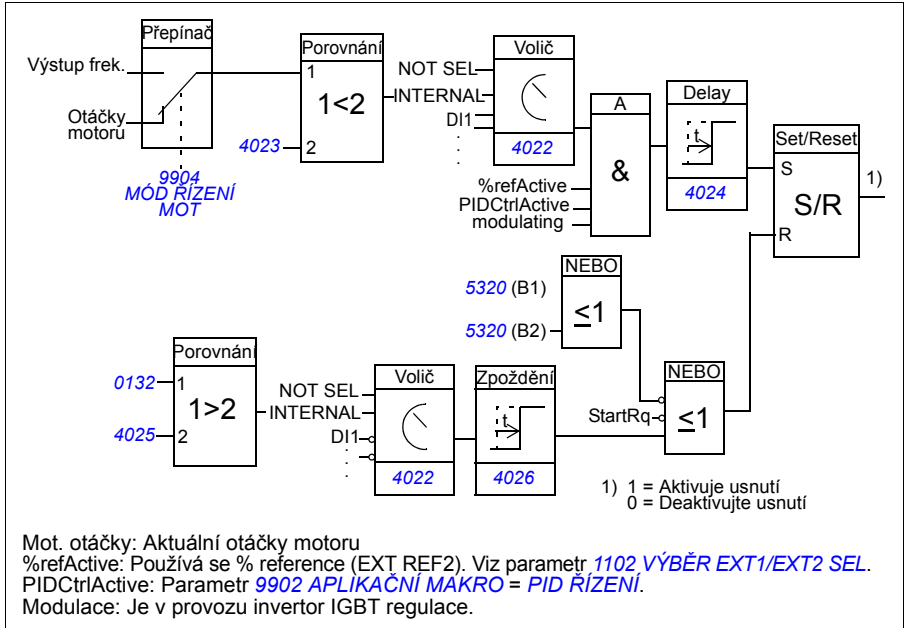 Přepínač
Výstup frek.
Otáčky
motoru
9904
MÓD ŘÍZENÍ
MOT
Porovnání
1
1<2
4023
2
Volič
NOT SEL
INTERNAL
DI1
.
.
.
4022
A
&
%refActive
PIDCtrlActive
modulating
Delay
t
4024
Set/Reset
S
S/R
R
1)
NEBO
5320 (B1)
<1
5320 (B2)
Porovnání
0132
1
1>2
4025
2
Volič
NOT SEL
INTERNAL
DI1
.
.
.
4022
Zpoždění
t
4026
NEBO
StartRq
<1
1) 1 = Aktivuje usnutí
0 = Deaktivujte usnutí
Mot. otáčky: Aktuální otáčky motoru
%refActive: Používá se % reference (EXT REF2). Viz parametr 1102 VÝBĚR EXT1/EXT2 SEL.
PIDCtrlActive: Parametr 9902 APLIKAČNÍ MAKRO = PID ŘÍZENÍ.
Modulace: Je v provozu invertor IGBT regulace.